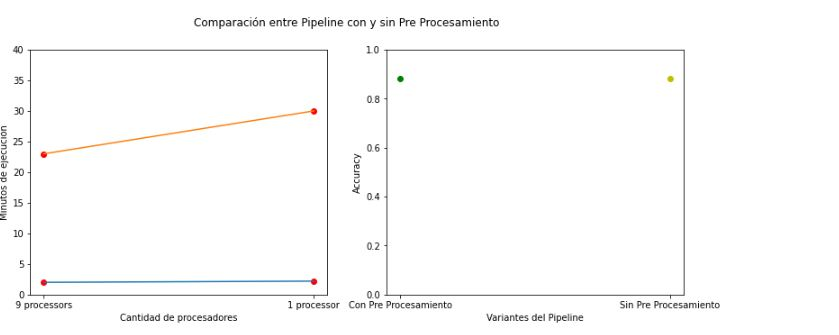 Comparación entre Pipeline con y sin Pre Procesamiento
40
35
30
25
20
15
10
5
0
Minutos de ejecucion
9 processors
1 processor
Cantidad de procesadores
1.0
0.8
0.6
0.4
0.2
0.0
Accuracy
Con Pre Procesamiento
Sin Pre Procesamiento
Variantes del Pipeline